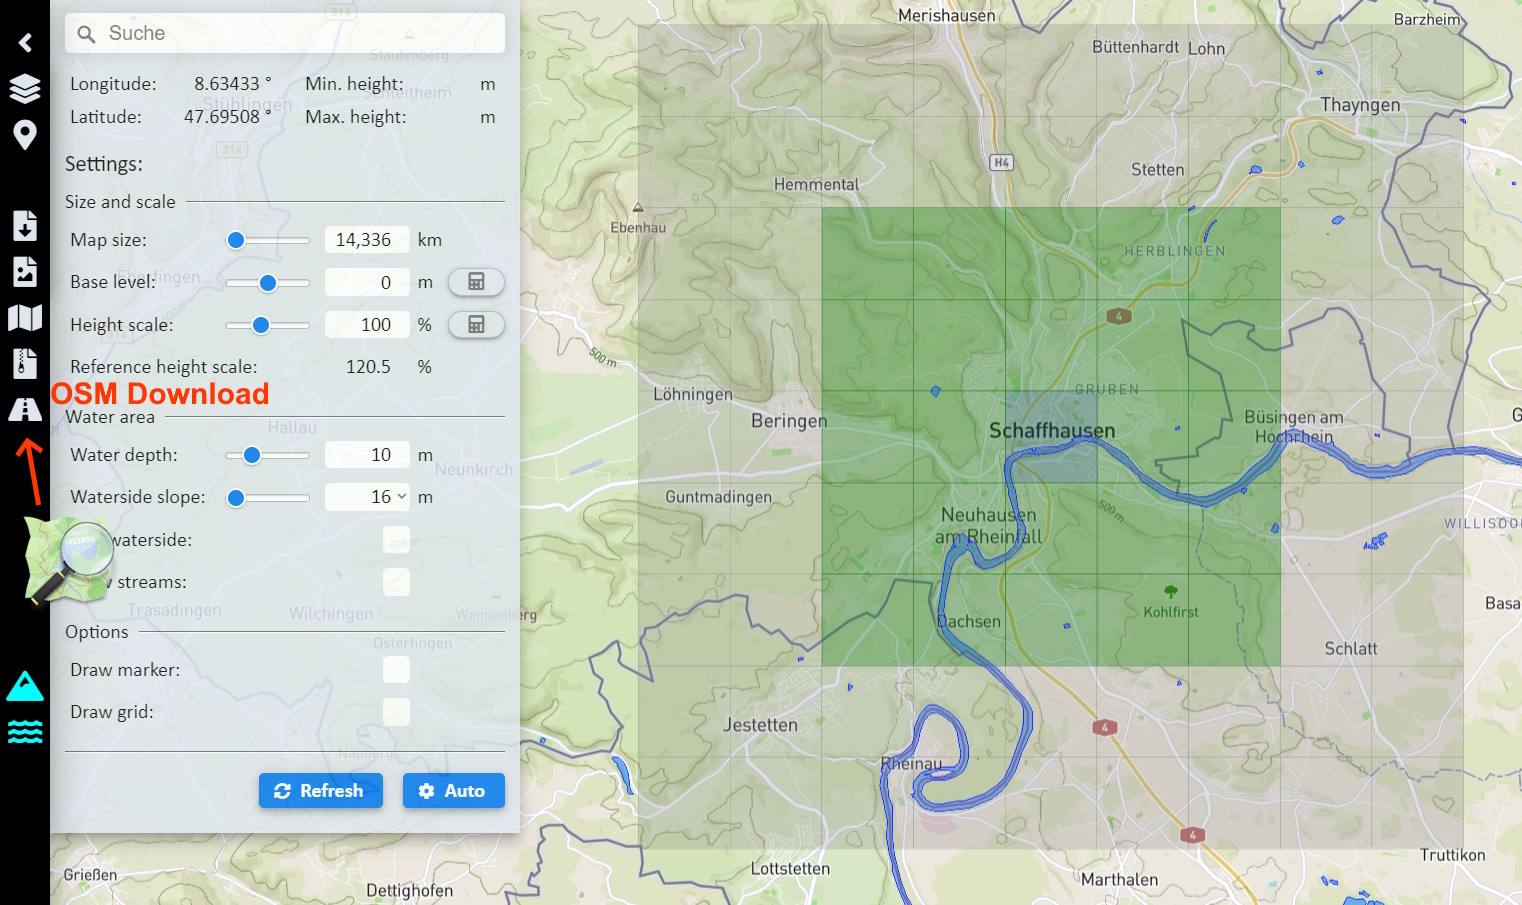 Suche
Longitude: 8.63433 ° Min. height: m
Latitude: 47.69508 ° Max. height: m
Settings:
Size and scale
Map size: 14,336 km
Base level: 0 m
Height scale: 100 %
Reference height scale: 120.5 %
OSM Download
Water area
Water depth: 10 m
Waterside slope: 16 m
waterside:
streams:
Options
Draw marker:
Draw grid:
Refresh Auto
314
Staufenberg
Schleitheim
Stühlingen
314
Eberfingen
314
Hallau
Neunkirch
500 m
Trasadingen
Wilchingen
Wannenberg
Osterfingen
Napberg
Grießen
Dettighofen
Merishausen
Barzheim
Büttenhardt Lohn
Thayngen
H4
Stetten
Hemmental
Ebenhau
HERBLINGEN
4
500 m
Löhningen
GRUBEN
Beringen
Schaffhausen
Büsingen am
Hochrhein
G
Guntmadingen
500 m
Neuhausen
am Rheinfall
WILLISDO
Kohlfirst
Basa
Dachsen
Schlatt
Jestetten
4
Rheinau
4
Truttikon
Lottstetten
Marthalen